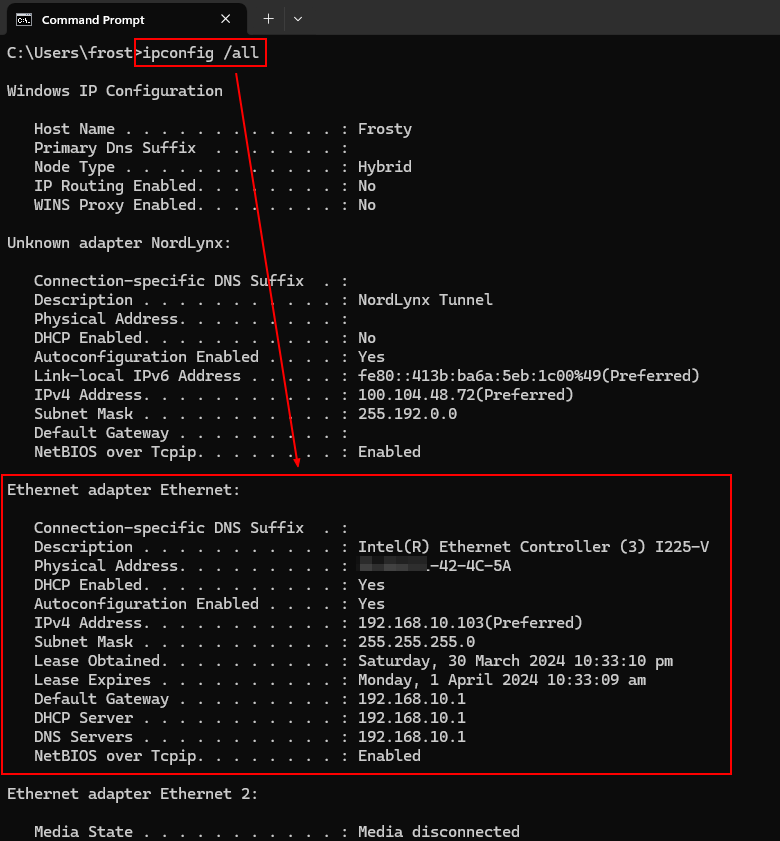 Command Prompt
C:\Users\frost>ipconfig /all
Windows IP Configuration
Host Name . . . . . . . . . . . . : Frosty
Primary Dns Suffix  . . . . . . . :
Node Type . . . . . . . . . . . . : Hybrid
IP Routing Enabled. . . . . . . . : No
WINS Proxy Enabled. . . . . . . . : No
Unknown adapter NordLynx:
Connection-specific DNS Suffix  . :
Description . . . . . . . . . . . : NordLynx Tunnel
Physical Address. . . . . . . . . :
DHCP Enabled. . . . . . . . . . . : No
Autoconfiguration Enabled . . . . : Yes
Link-local IPv6 Address . . . . . : fe80::413b:ba6a:5eb:1c00%49(Preferred)
IPv4 Address. . . . . . . . . . . : 100.104.48.72(Preferred)
Subnet Mask . . . . . . . . . . . : 255.192.0.0
Default Gateway . . . . . . . . . :
NetBIOS over Tcpip. . . . . . . . : Enabled
Ethernet adapter Ethernet:
Connection-specific DNS Suffix  . :
Description . . . . . . . . . . . : Intel(R) Ethernet Controller (3) I225-V
Physical Address. . . . . . . . . : -42-4C-5A
DHCP Enabled. . . . . . . . . . . : Yes
Autoconfiguration Enabled . . . . : Yes
IPv4 Address. . . . . . . . . . . : 192.168.10.103(Preferred)
Subnet Mask . . . . . . . . . . . : 255.255.255.0
Lease Obtained. . . . . . . . . . : Saturday, 30 March 2024 10:33:10 pm
Lease Expires . . . . . . . . . . : Monday, 1 April 2024 10:33:09 am
Default Gateway . . . . . . . . . : 192.168.10.1
DHCP Server . . . . . . . . . . . : 192.168.10.1
DNS Servers . . . . . . . . . . . : 192.168.10.1
NetBIOS over Tcpip. . . . . . . . : Enabled
Ethernet adapter Ethernet 2:
Media State . . . . . . . . . . . : Media disconnected